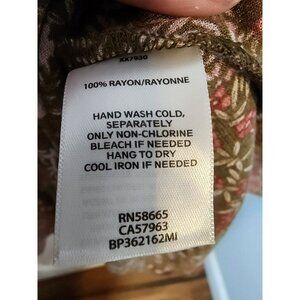 XX7930
100% RAYON/RAYONNE
HAND WASH COLD,
SEPARATELY
ONLY NON-CHLORINE
BLEACH IF NEEDED
HANG TO DRY
COOL IRON IF NEEDED
RN58665
CA57963
BP362162MI